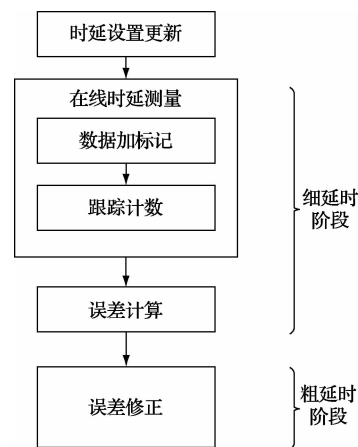 时延设置更新
在线时延测量
数据加标记
跟踪计数
细延时
阶段
误差计算
误差修正
粗延时
阶段